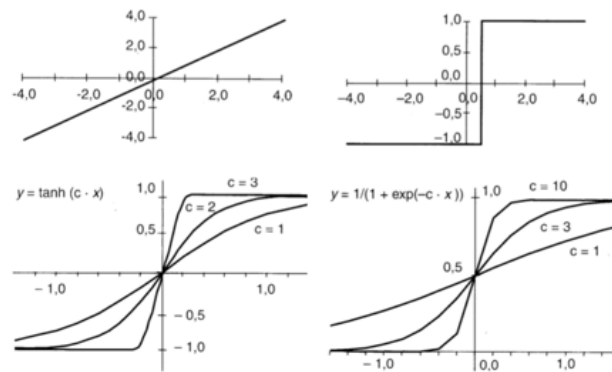 4,0
2,0
-4,0 -2,0 0,0 2,0 4,0
-2,0
-4,0
1,0
0,5
0,0
-4,0 -2,0 0,0 2,0 4,0
-0,5
-1,0
y = tanh (c · x)
1,0
c = 3
c = 2
0,5
c = 1
- 1,0
1,0
- 0,5
- 1,0
y = 1/(1 + exp(-c · x))
1,0
c = 10
c = 3
0,5
c = 1
- 1,0 0,0 1,0